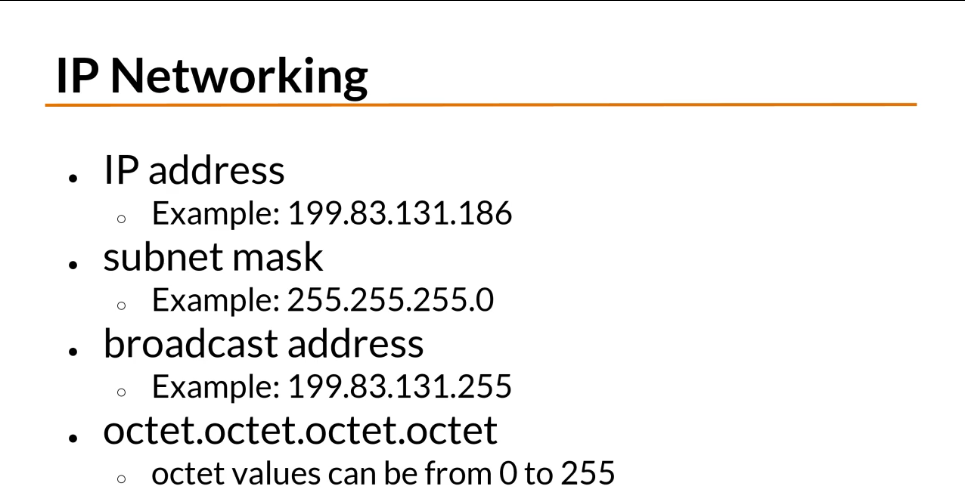 IP Networking
• IP address
○ Example: 199.83.131.186
• subnet mask
○ Example: 255.255.255.0
• broadcast address
○ Example: 199.83.131.255
• octet.octet.octet.octet
○ octet values can be from 0 to 255